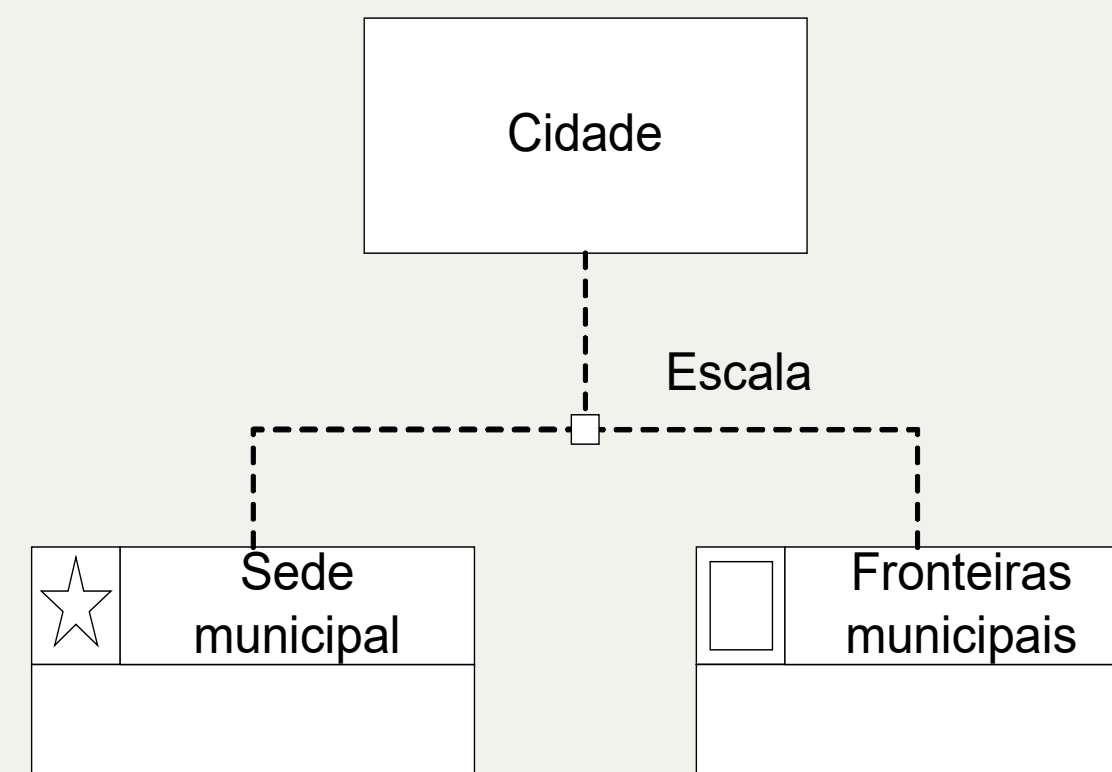 Cidade
Escala
Sede
municipal
Fronteiras
municipais